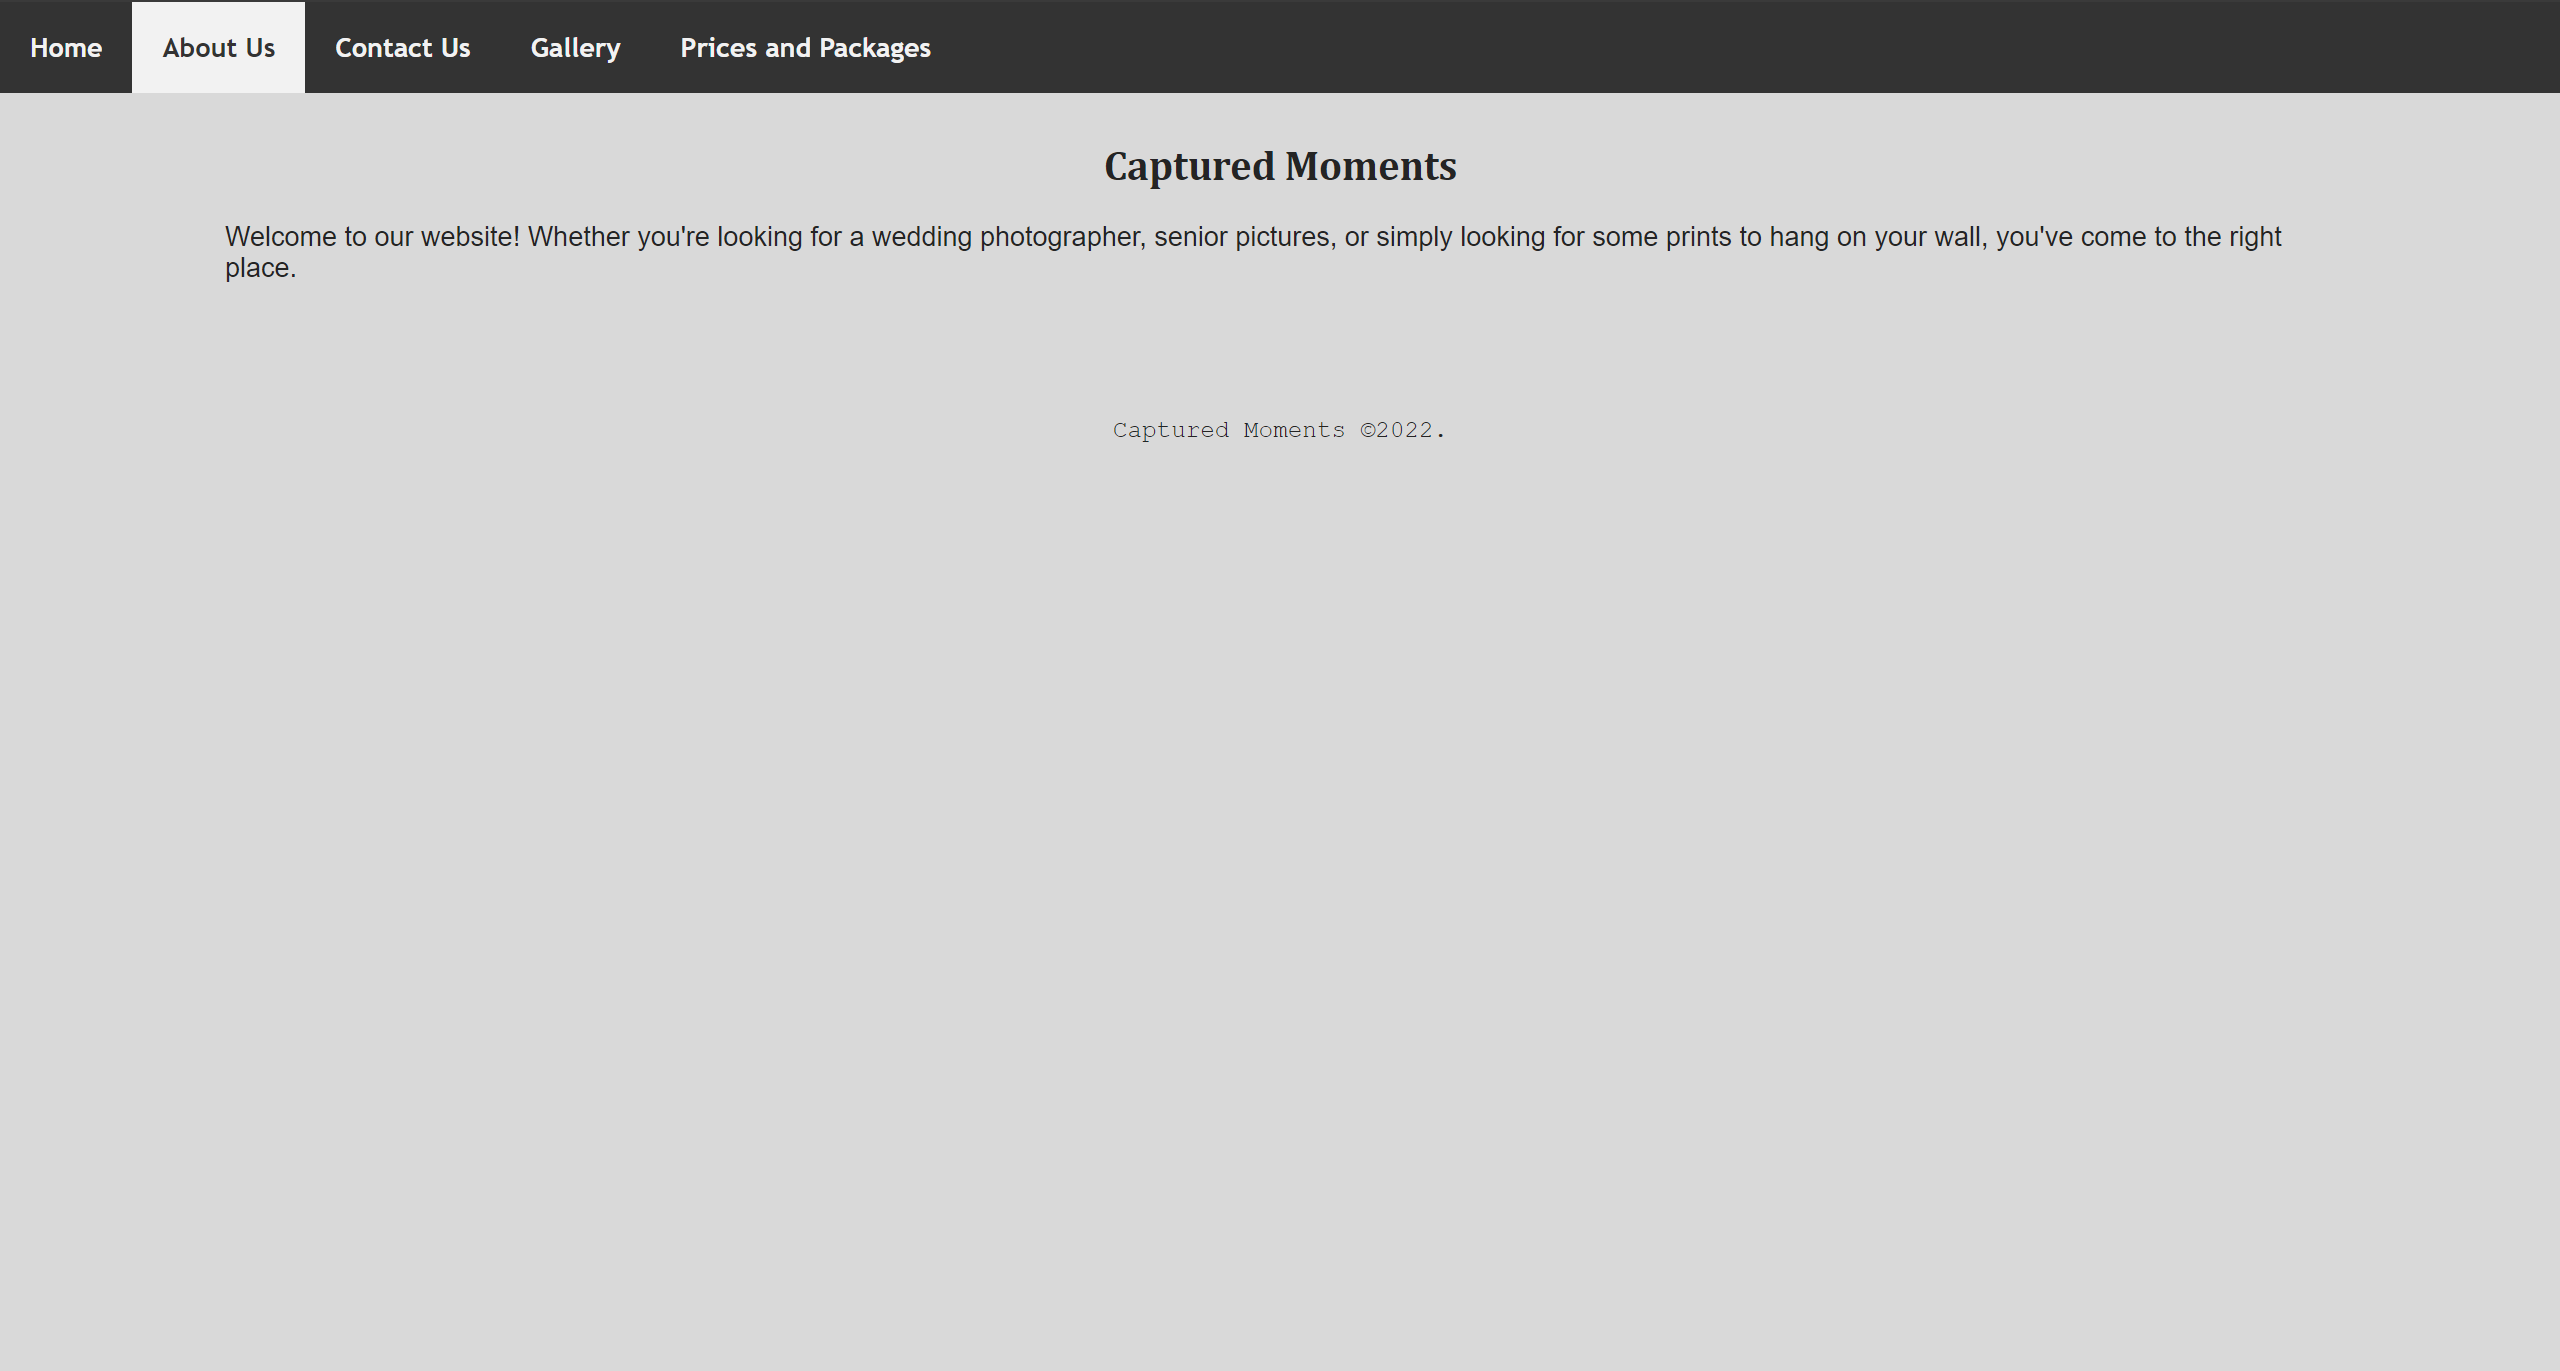 Home About Us Contact Us Gallery Prices and Packages
Captured Moments
Welcome to our website! Whether you're looking for a wedding photographer, senior pictures, or simply looking for some prints to hang on your wall, you've come to the right
place.
Captured Moments ©2022.